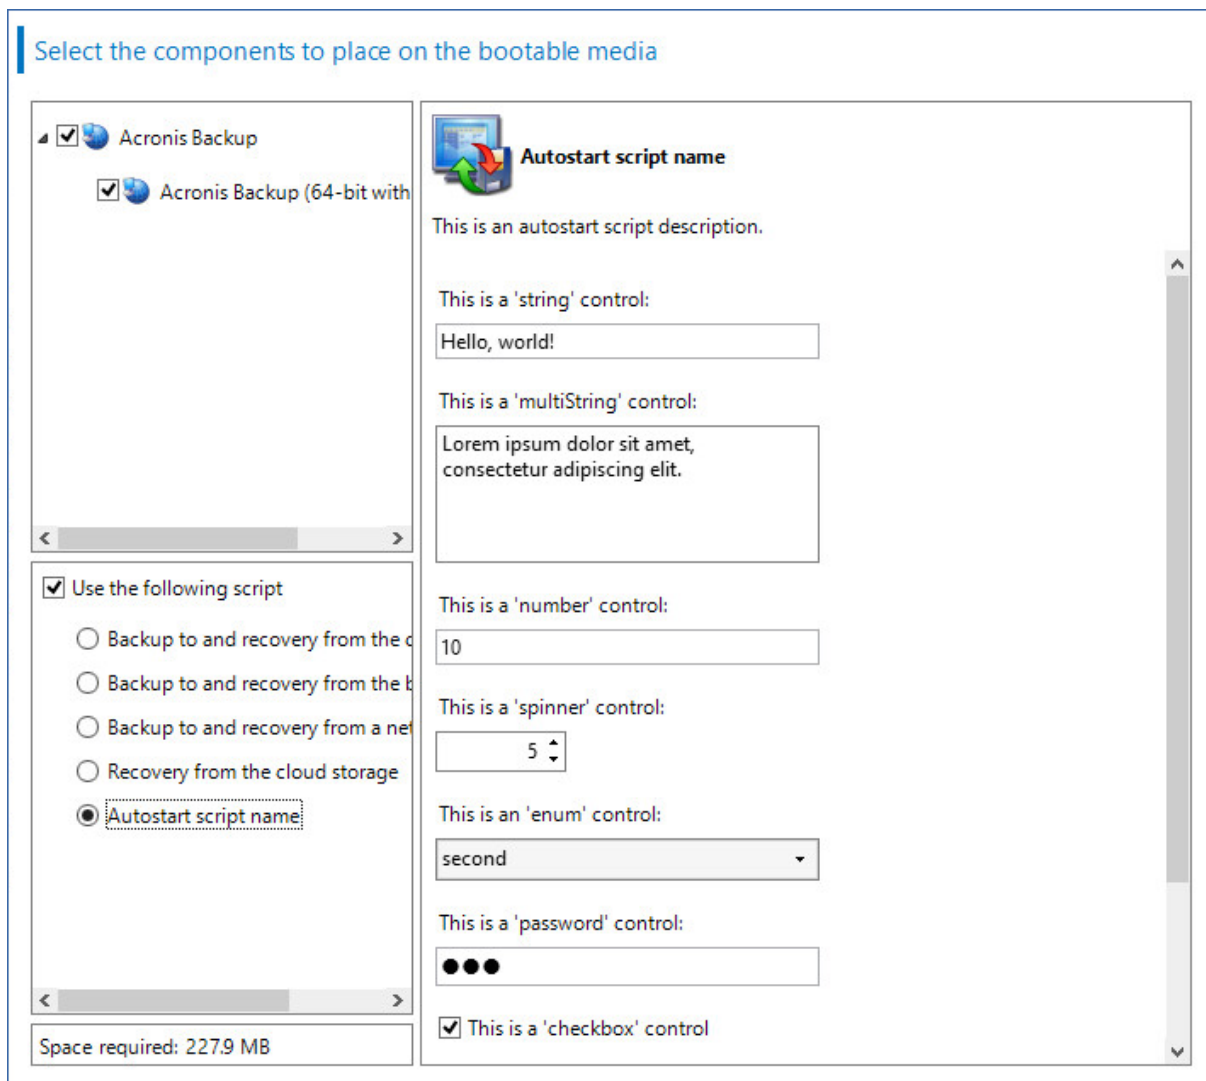 Select the components to place on the bootable media
Acronis Backup
Acronis Backup (64-bit with
Use the following script
Backup to and recovery from the
Backup to and recovery from the
Backup to and recovery from a
Recovery from the cloud storage
Autostart script name
Space required: 227.9 MB
Autostart script name
This is an autostart script description.
This is a 'string' control:
Hello, world!
This is a 'multiString' control:
Lorem ipsum dolor sit amet,
consectetur adipiscing elit.
This is a 'number' control:
10
This is a 'spinner' control:
5
This is an 'enum' control:
second
This is a 'password' control:
●●●
This is a 'checkbox' control